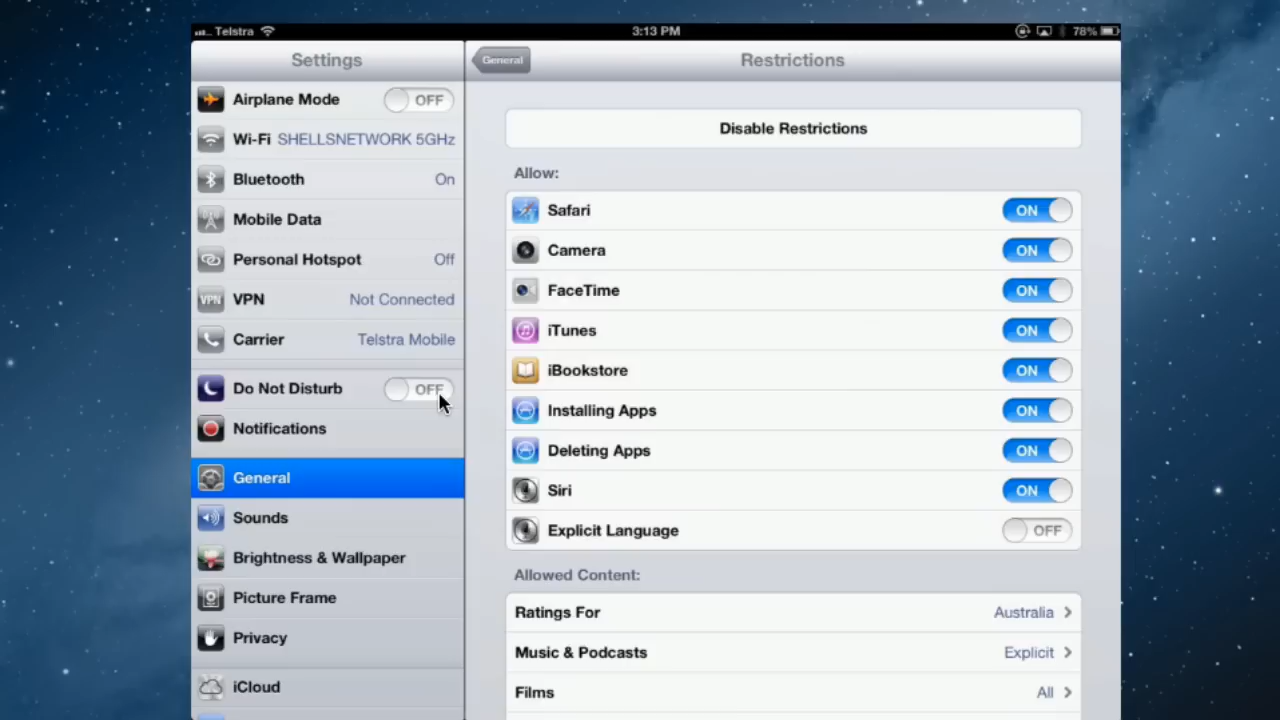 Telstra
3:13 PM
78%
Settings
General
Restrictions
Airplane Mode OFF
Wi-Fi SHELLSNETWORK 5GHz
Bluetooth On
Mobile Data
Personal Hotspot Off
VPN VPN Not Connected
Carrier Telstra Mobile
Do Not Disturb OFF
Notifications
General
Sounds
Brightness & Wallpaper
Picture Frame
Privacy
iCloud
Disable Restrictions
Allow:
Safari ON
Camera ON
FaceTime ON
iTunes ON
iBookstore ON
Installing Apps ON
Deleting Apps ON
Siri ON
Explicit Language OFF
Allowed Content:
Ratings For Australia
Music & Podcasts Explicit
Films All